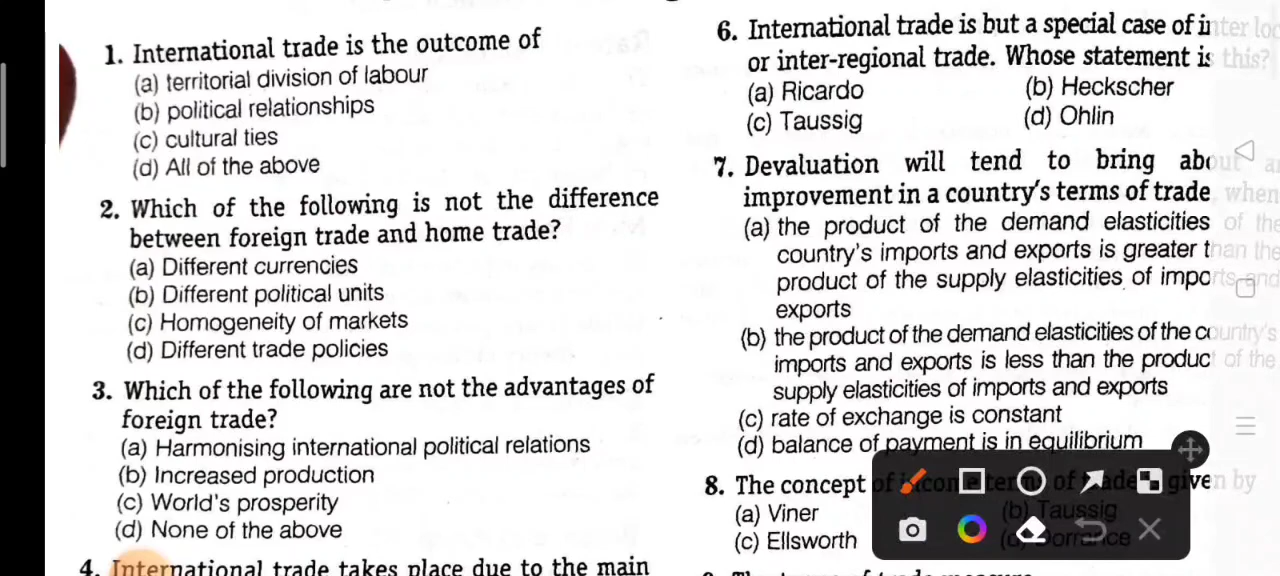 1. International trade is the outcome of
(a) territorial division of labour
(b) political relationships
(c) cultural ties
(d) All of the above
2. Which of the following is not the difference
between foreign trade and home trade?
(a) Different currencies
(b) Different political units
(c) Homogeneity of markets
(d) Different trade policies
3. Which of the following are not the advantages of
foreign trade?
(a) Harmonising international political relations
(b) Increased production
(c) World's prosperity
(d) None of the above
4. International trade takes place due to the main
6. International trade is but a special case of inter loc
or inter-regional trade. Whose statement is this?
(a) Ricardo
(b) Heckscher
(c) Taussig
(d) Ohlin
7. Devaluation will tend to bring about a
improvement in a country's terms of trade, when
(a) the product of the demand elasticities of the
country's imports and exports is greater than the
product of the supply elasticities of imports and
exports
(b) the product of the demand elasticities of the country's
imports and exports is less than the product of the
supply elasticities of imports and exports
(c) rate of exchange is constant
(d) balance of payment is in equilibrium
8. The concept of income terms of trade is given by
(a) Viner
(b) Taussig
(c) Ellsworth
(d) Dorrance